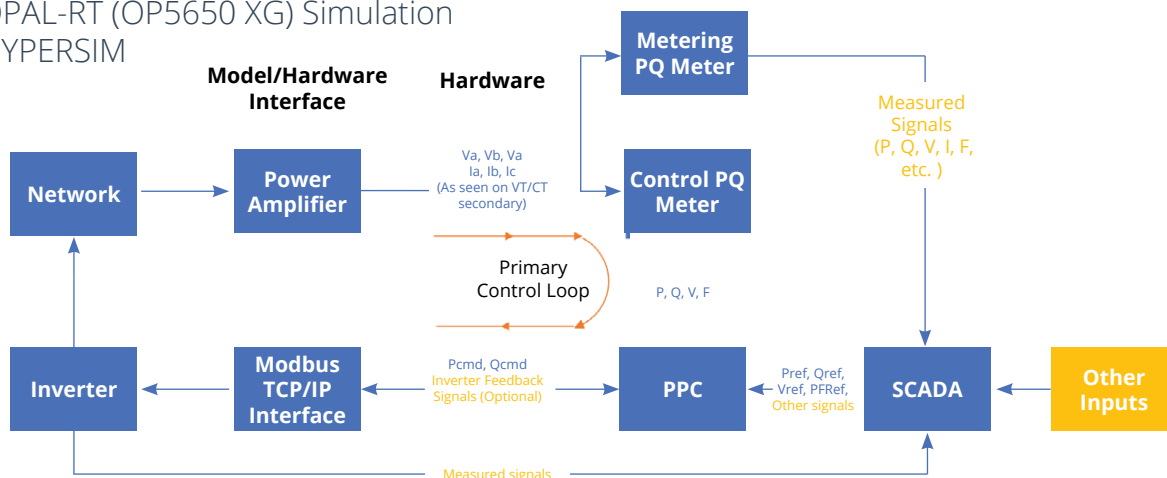 OPAL-RT (OP5650 XG) Simulation
HYPERSIM
Model/Hardware
Interface
Hardware
Metering
PQ Meter
Measured
Signals
(P, Q, V, I, F,
etc. )
Network
Power
Amplifier
Va, Vb, Va
Ia, Ib, Ic
(As seen on VT/CT
secondary)
Control PQ
Meter
Primary
Control Loop
P, Q, V, F
Inverter
Modbus
TCP/IP
Interface
Pcmd, Qcmd
Inverter Feedback
Signals (Optional)
PPC
Pref, Qref,
Vref, PFRef,
Other signals
SCADA
Other
Inputs
Measured signals